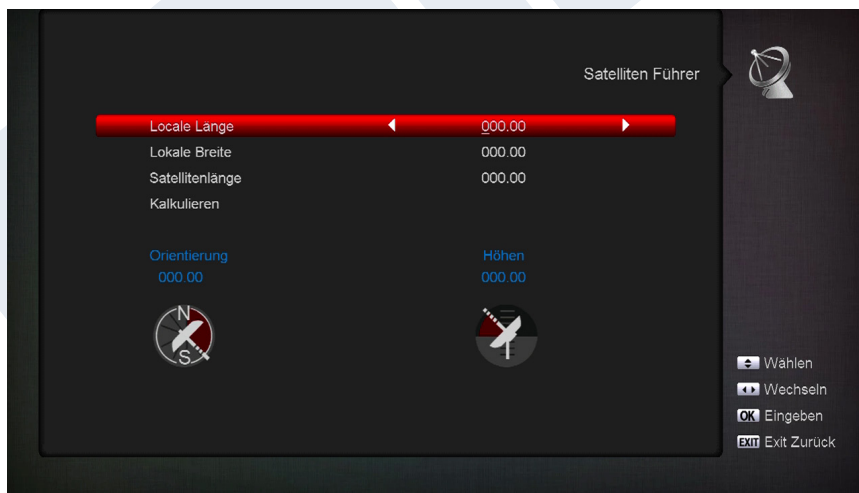 Satelliten Führer
Locale Länge 000.00
Lokale Breite 000.00
Satellitenlänge 000.00
Kalkulieren
Orientierung Höhen
000.00 000.00
N
S
Wählen
Wechseln
OK Eingeben
EXIT Exit Zurück